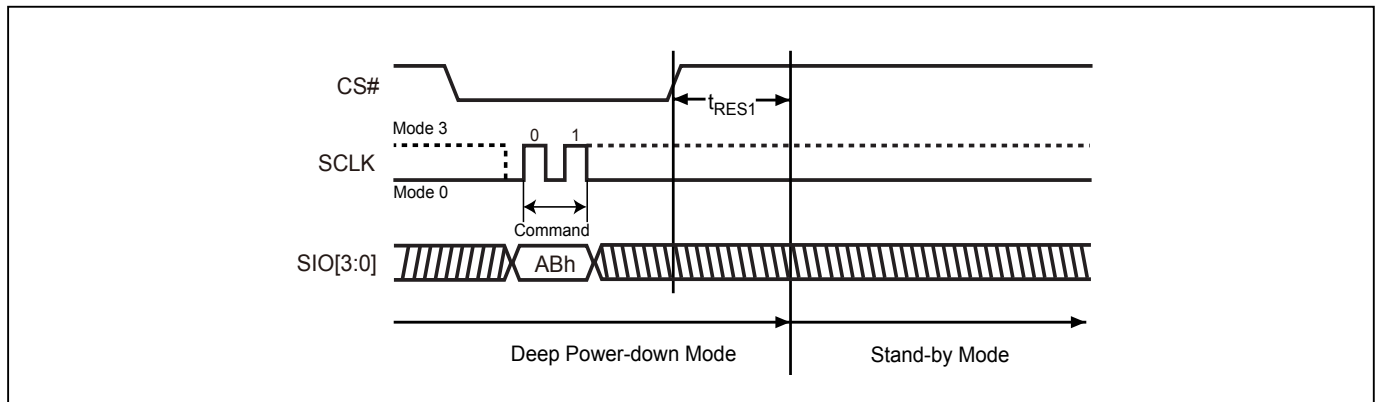 CS#
tRES1
Mode 3
0 1
SCLK
Mode 0
Command
SIO[3:0]
ABh
Deep Power-down Mode
Stand-by Mode